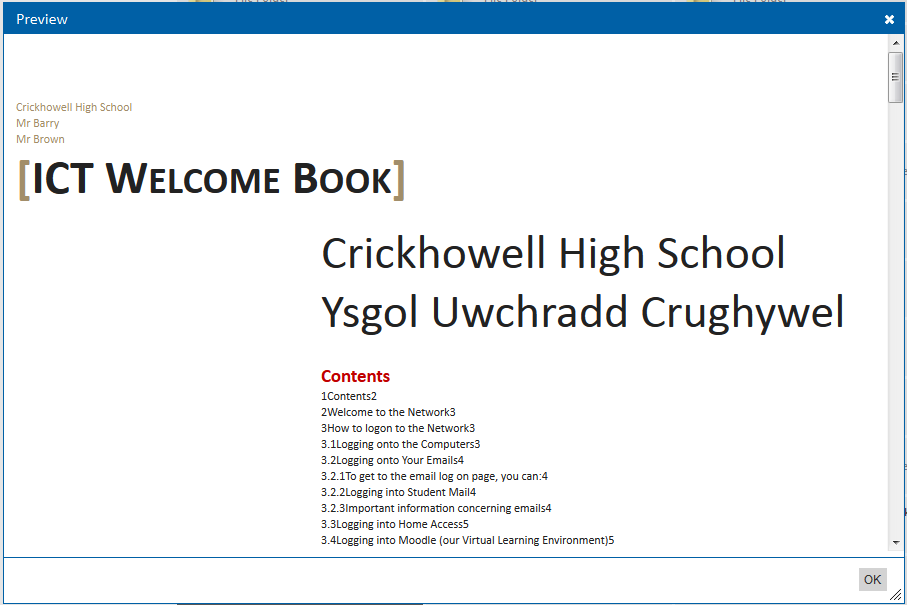 Preview
Crickhowell High School
Mr Barry
Mr Brown
[ICT WELCOME BOOK]
Crickhowell High School
Ysgol Uwchradd Crughywel
Contents
1Contents2
2Welcome to the Network3
3How to logon to the Network3
3.1Logging onto the Computers3
3.2Logging onto Your Emails4
3.2.1To get to the email log on page, you can:4
3.2.2Logging into Student Mail4
3.2.3Important information concerning emails4
3.3Logging into Home Access5
3.4Logging into Moodle (our Virtual Learning Environment)5
OK